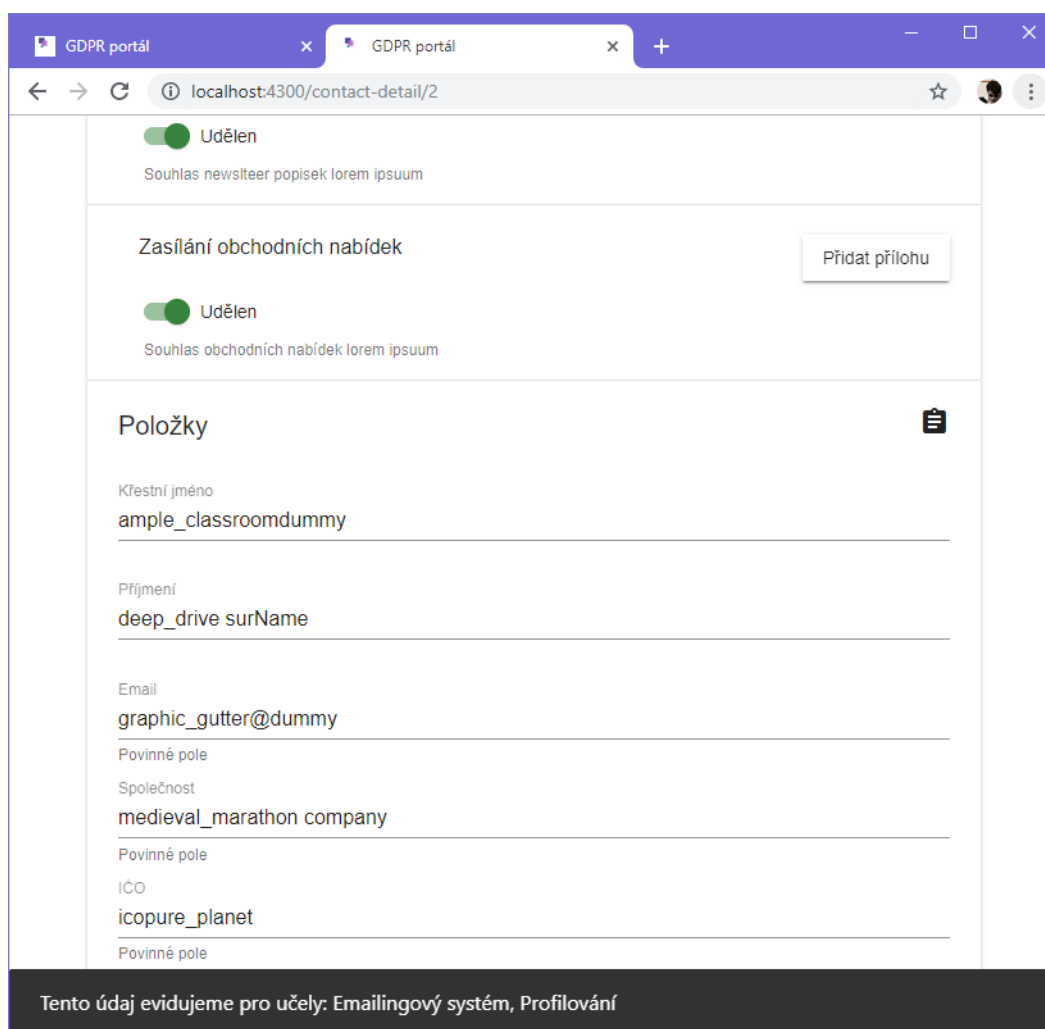 GDPR portál
GDPR portál
localhost:4300/contact-detail/2
Udělen
Souhlas newslteer popisek lorem ipsuum
Zasílání obchodních nabídek
Přidat přílohu
Udělen
Souhlas obchodních nabídek lorem ipsuum
Položky
Křestní jméno
ample_classroomdummy
Příjmení
deep_drive surName
Email
graphic_gutter@dummy
Povinné pole
Společnost
medieval_marathon company
Povinné pole
IČO
icopure_planet
Povinné pole
Tento údaj evidujeme pro učely: Emailingový systém, Profilování